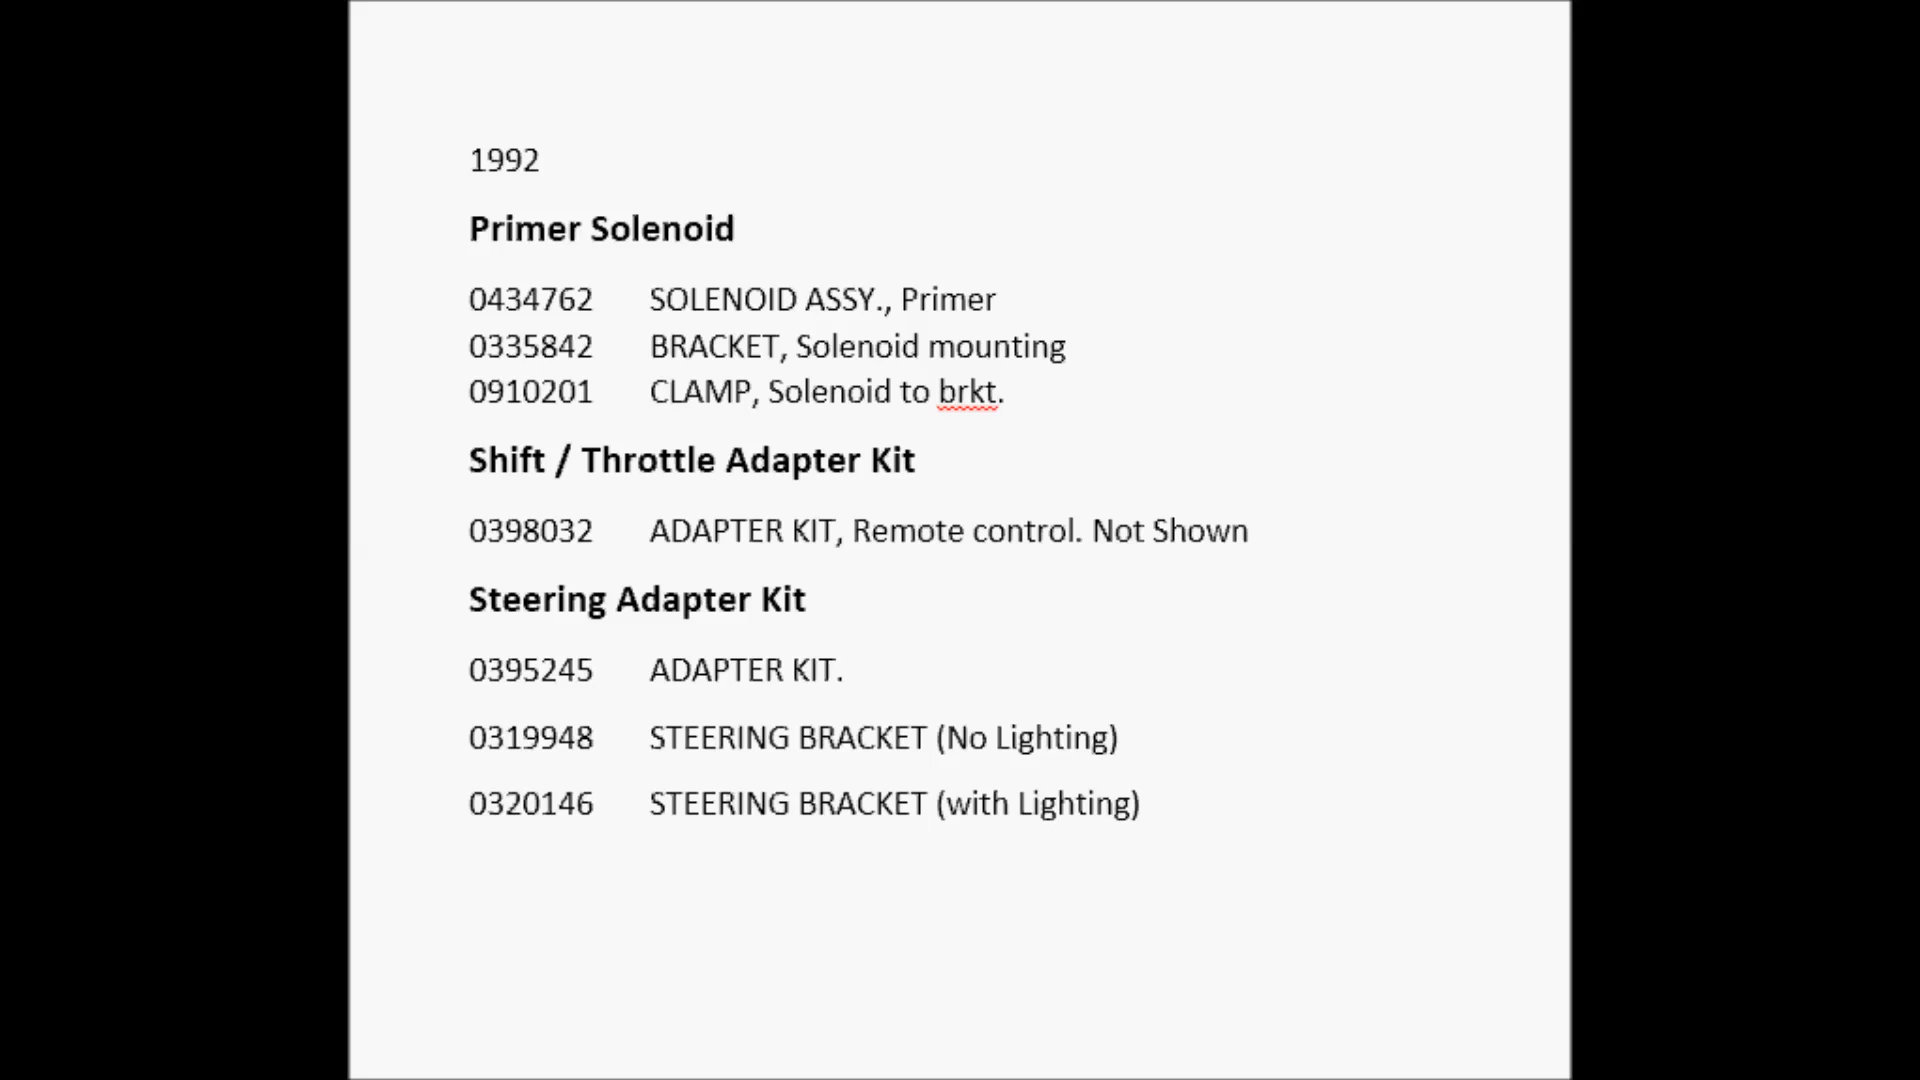 1992
Primer Solenoid
0434762 SOLENOID ASSY., Primer
0335842 BRACKET, Solenoid mounting
0910201 CLAMP, Solenoid to brkt.
Shift / Throttle Adapter Kit
0398032 ADAPTER KIT, Remote control. Not Shown
Steering Adapter Kit
0395245 ADAPTER KIT.
0319948 STEERING BRACKET (No Lighting)
0320146 STEERING BRACKET (with Lighting)